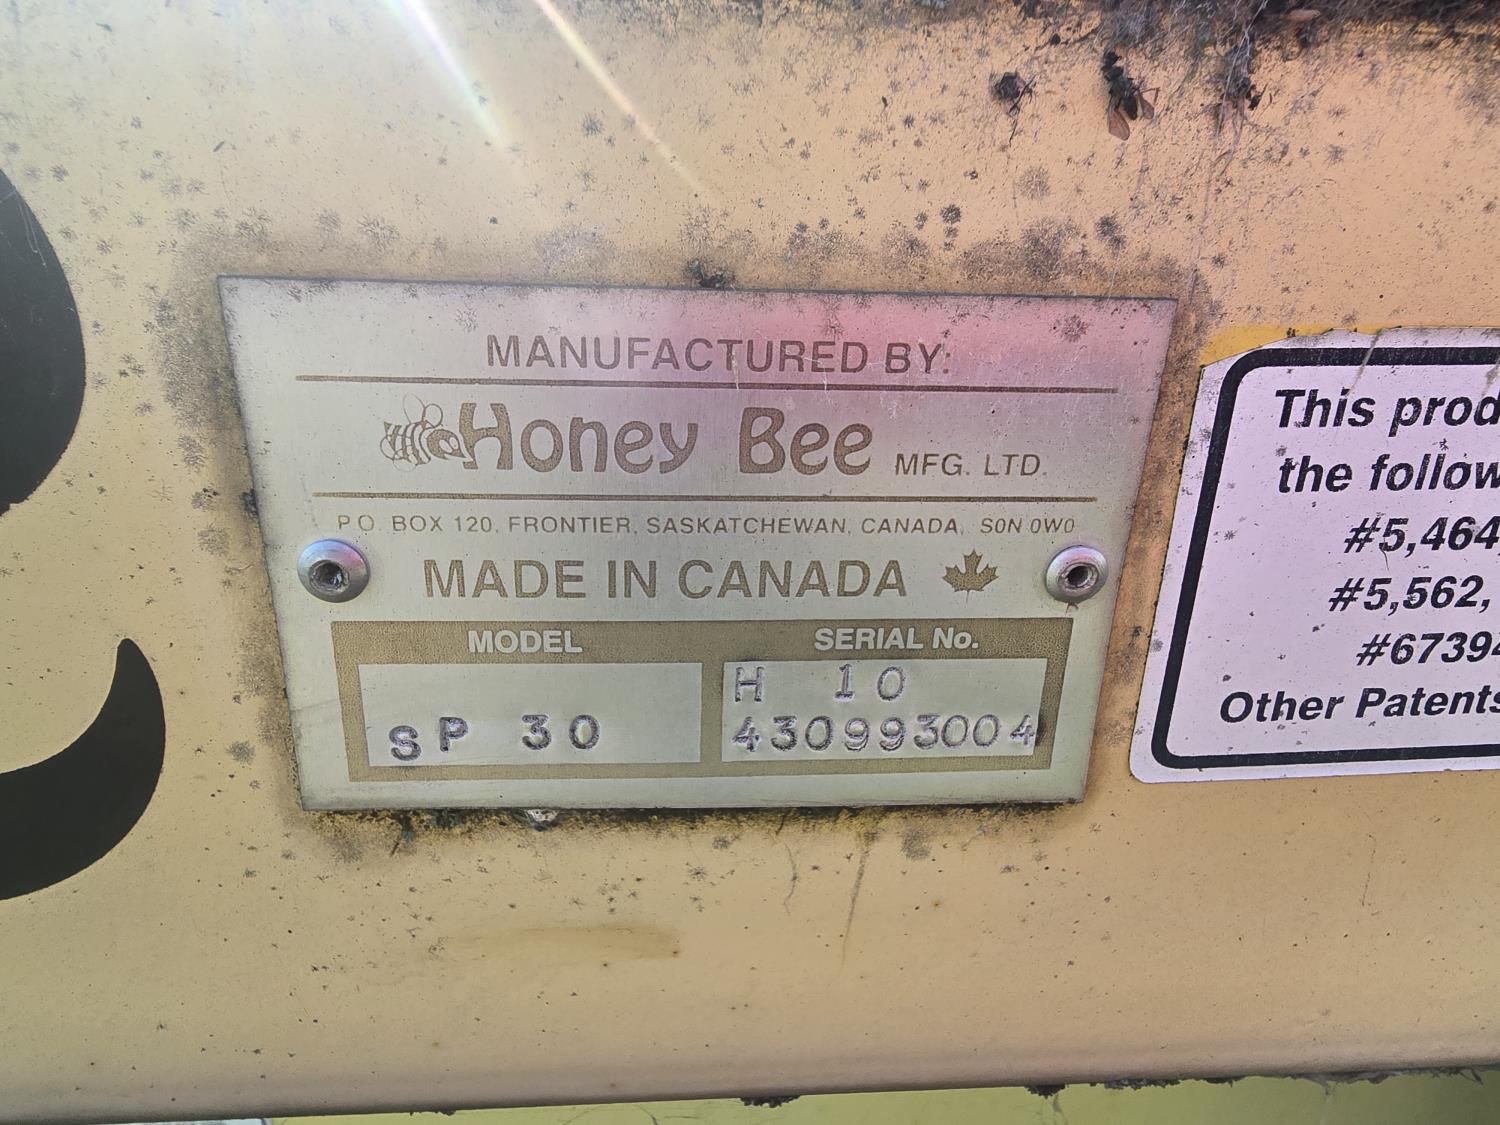 MANUFACTURED BY:
Honey Bee MFG. LTD.
P.O. BOX 120, FRONTIER, SASKATCHEWAN, CANADA, S0N 0W0
MADE IN CANADA
MODEL
SP 30
SERIAL No.
H 10
430993004
This prod
the follow
#5,464,
#5,562,
#6739
Other Patents